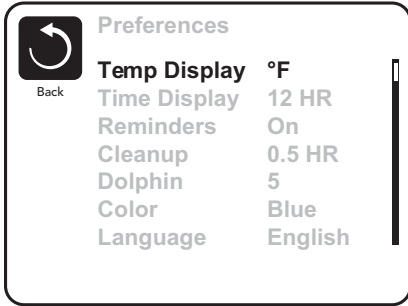 Preferences
Back
Temp Display °F
Time Display 12 HR
Reminders On
Cleanup 0.5 HR
Dolphin 5
Color Blue
Language English